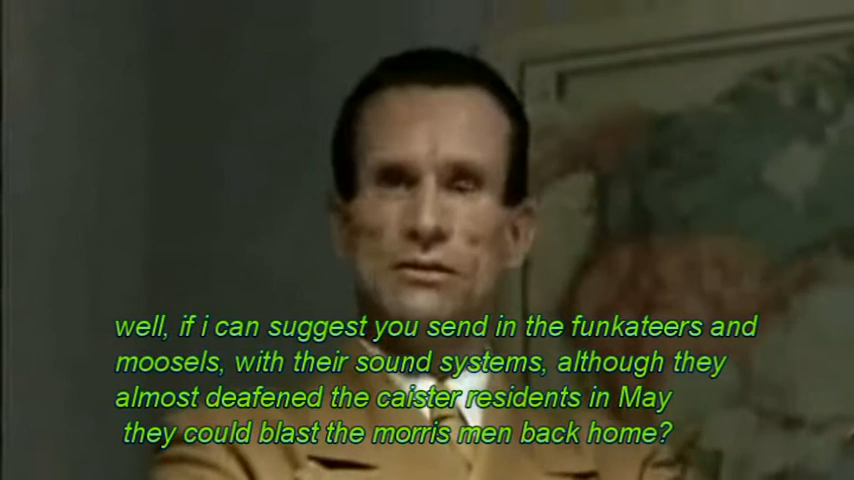 well, if i can suggest you send in the funkateers and
moosels, with their sound systems, although they
almost deafened the caister residents in May
they could blast the morris men back home?